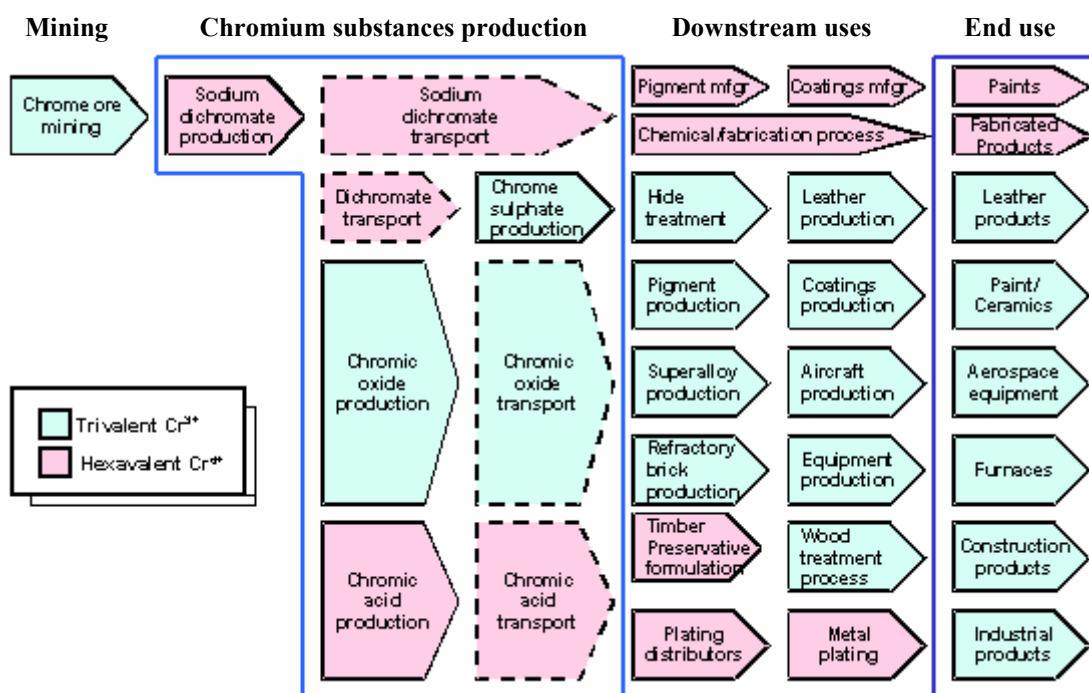 Mining
Chromium substances production
Downstream uses
End use
Chrome ore
mining
Sodium
dichromate
production
Sodium
dichromate
transport
Pigment mfgr
Coatings mfgr
Paints
Chemical/fabrication process
Fabricated
Products
Dichromate
transport
Chrome
sulphate
production
Hide
treatment
Leather
production
Leather
products
Pigment
production
Coatings
production
Paint/
Ceramics
Chromic
oxide
production
Chromic
oxide
transport
Superalloy
production
Aircraft
production
Aerospace
equipment
Trivalent Cr³⁺
Hexavalent Cr⁶⁺
Refractory
brick
production
Equipment
production
Furnaces
Chromic
acid
production
Chromic
acid
transport
Timber
Preservative
formulation
Wood
treatment
process
Construction
products
Plating
distributors
Metal
plating
Industrial
products